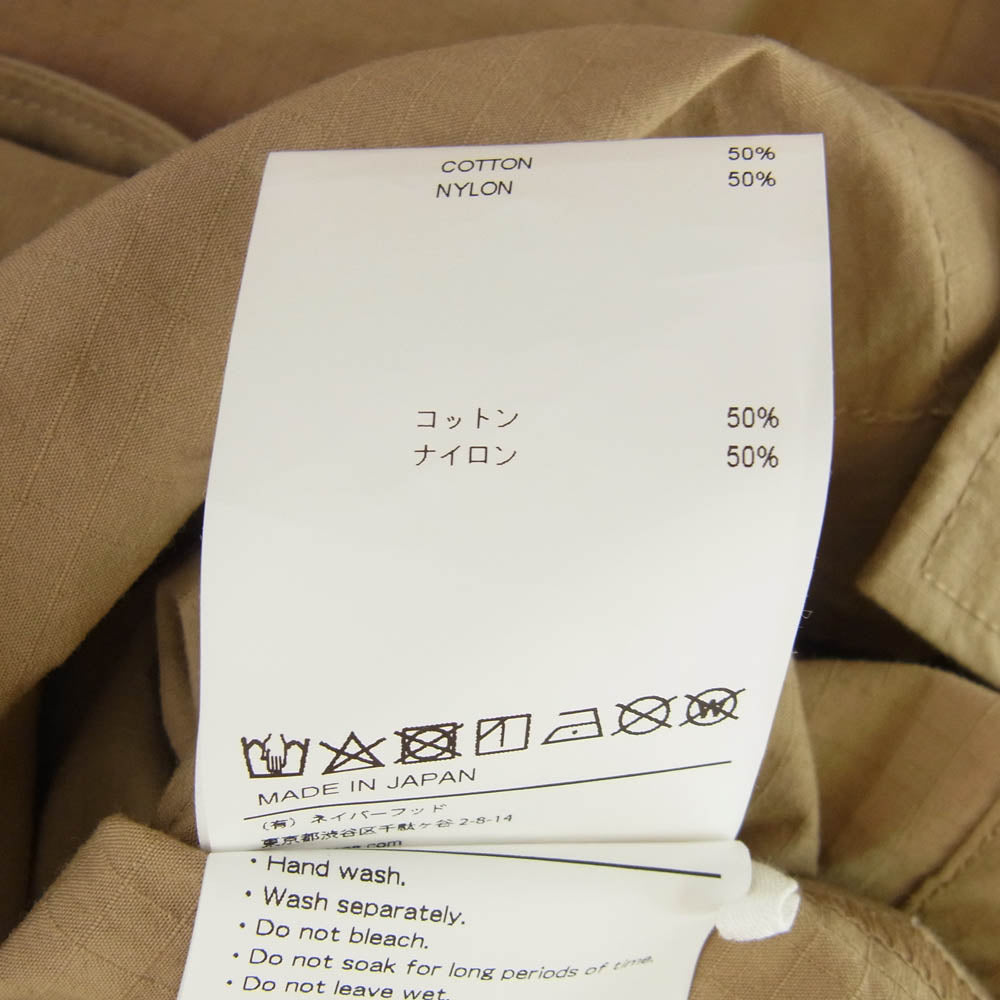 COTTON 50%
NYLON 50%
コットン 50%
ナイロン 50%
MADE IN JAPAN
(有) ネイバーフッド
東京都渋谷区千駄ヶ谷 2-8-14
.com
・Hand wash.
・Wash separately.
・Do not bleach.
・Do not soak for long periods of time.
・Do not leave wet.